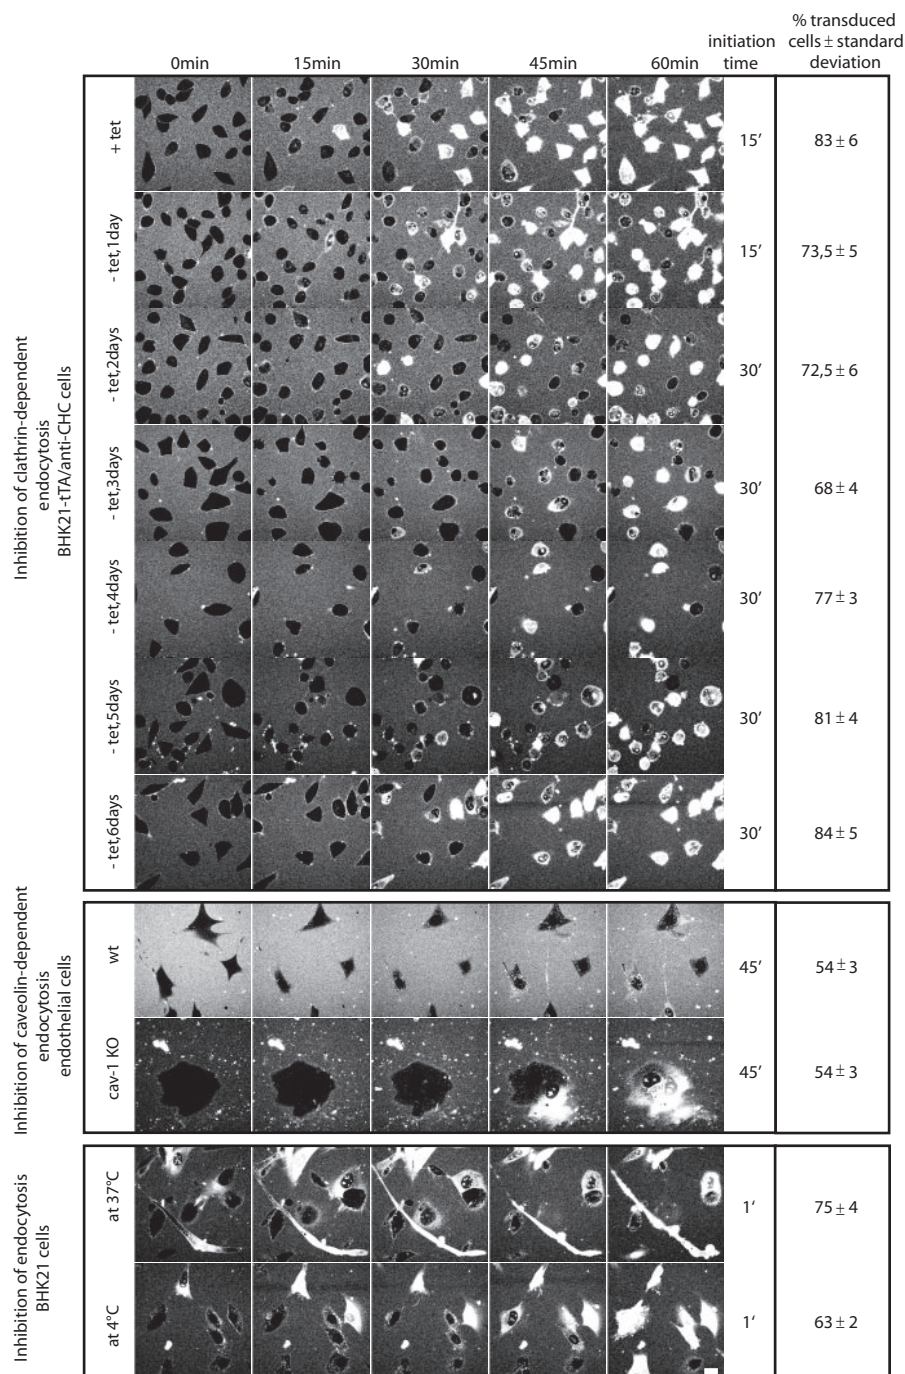 % transduced
initiation cells ± standard
0min 15min 30min 45min 60min time deviation
Inhibition of clathrin-dependent
endocytosis
BHK21-tTA/anti-CHC cells
+ tet 15' 83 ± 6
- tet,1day 15' 73,5 ± 5
- tet,2days 30' 72,5 ± 6
- tet,3days 30' 68 ± 4
- tet,4days 30' 77 ± 3
- tet,5days 30' 81 ± 4
- tet,6days 30' 84 ± 5
Inhibition of caveolin-dependent
endocytosis
endothelial cells
wt 45' 54 ± 3
cav-1 KO 45' 54 ± 3
Inhibition of endocytosis
BHK21 cells
at 37°C 1' 75 ± 4
at 4°C 1' 63 ± 2